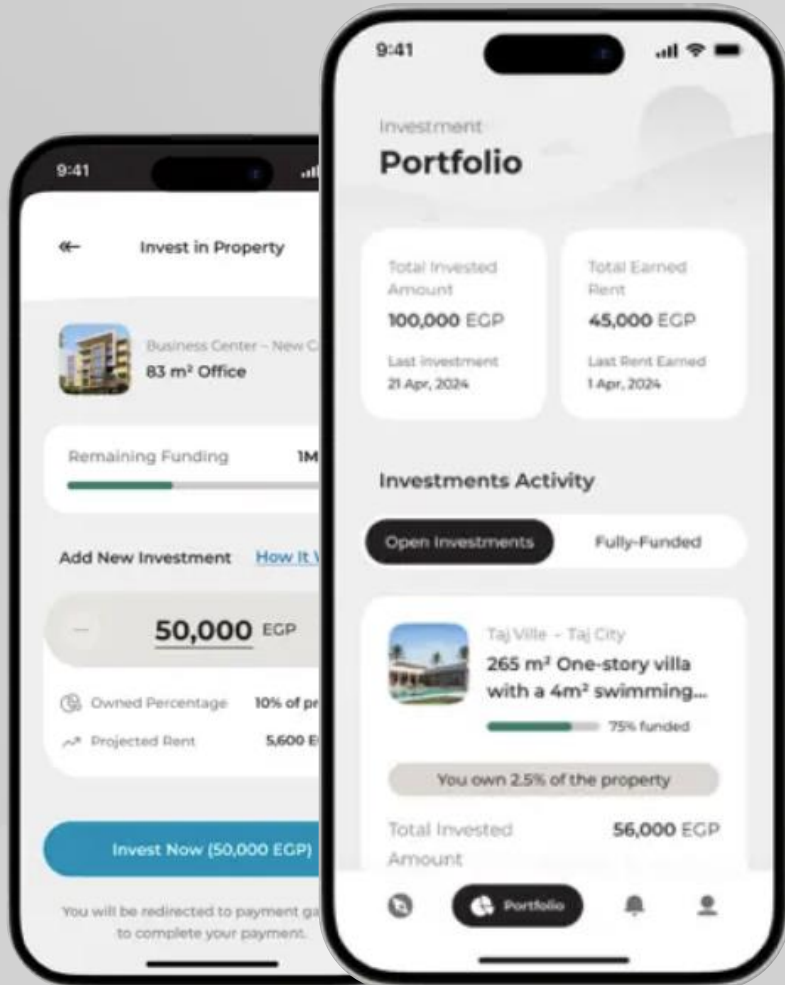 9:41
Invest in Property
Business Center - New
83 m² Office
Remaining Funding 1M
Add New Investment How It
50,000 EGP
Owned Percentage 10% of
Projected Rent 5,600
Invest Now (50,000 EGP)
You will be redirected to payment
to complete your payment.
9:41
Investment
Portfolio
Total Invested
Amount
100,000 EGP
Last investment
21 Apr, 2024
Total Earned
Rent
45,000 EGP
Last Rent Earned
1 Apr, 2024
Investments Activity
Open Investments
Fully-Funded
Taj Ville - Taj City
265 m² One-story villa
with a 4m² swimming...
75% funded
You own 2.5% of the property
Total Invested
Amount
56,000 EGP
Portfolio